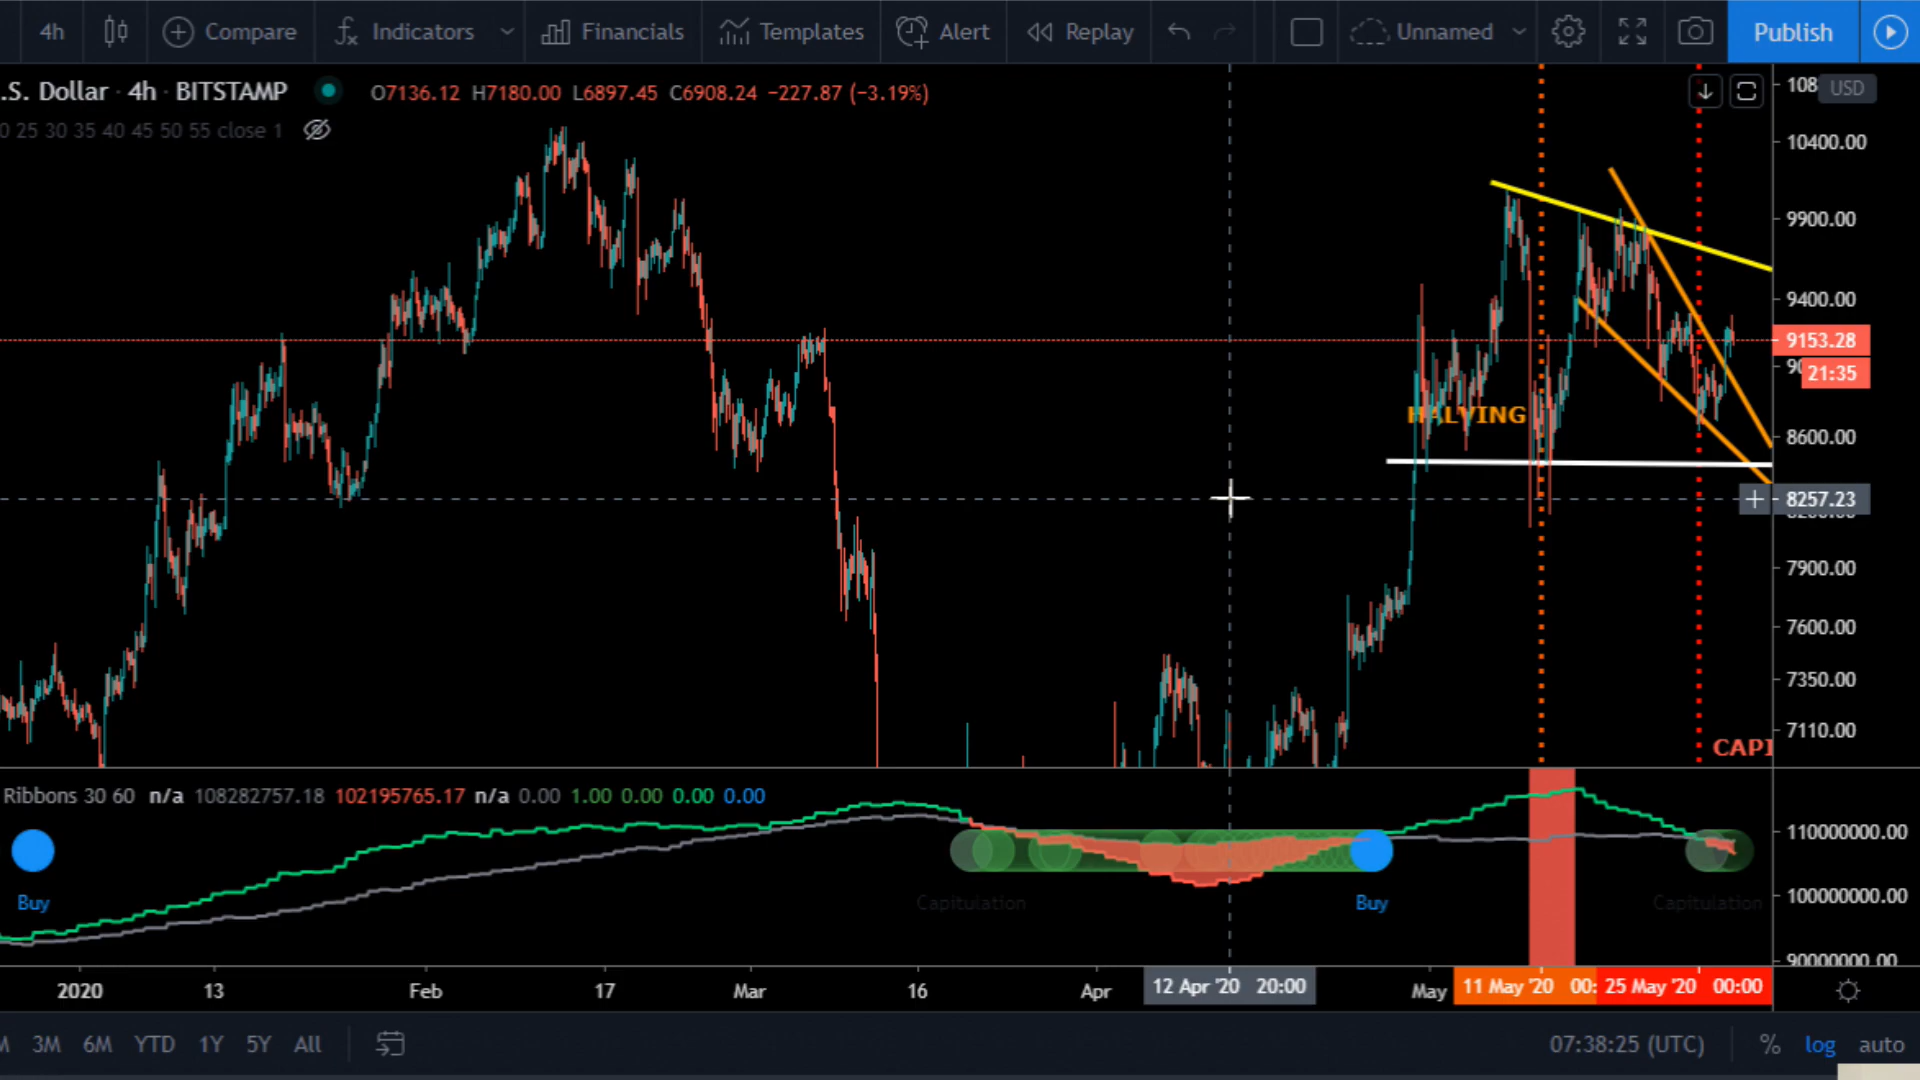 4h Compare Indicators Financials Templates Alert Replay Unnamed Publish
.S. Dollar · 4h · BITSTAMP O7136.12 H7180.00 L6897.45 C6908.24 −227.87 (−3.19%)
0 25 30 35 40 45 50 55 close 1
USD
108
10400.00
9900.00
9400.00
9153.28
90
21:35
HALVING
8600.00
8257.23
7900.00
7600.00
7350.00
7110.00
CAPI
Ribbons 30 60 n/a 108282757.18 102195765.17 n/a 0.00 1.00 0.00 0.00 0.00
110000000.00
Buy
Capitulation
Buy
Capitulation
100000000.00
90000000.00
2020 13 Feb 17 Mar 16 Apr 12 Apr '20 20:00 May 11 May '20 00: 25 May '20 00:00
M 3M 6M YTD 1Y 5Y All 07:38:25 (UTC) % log auto